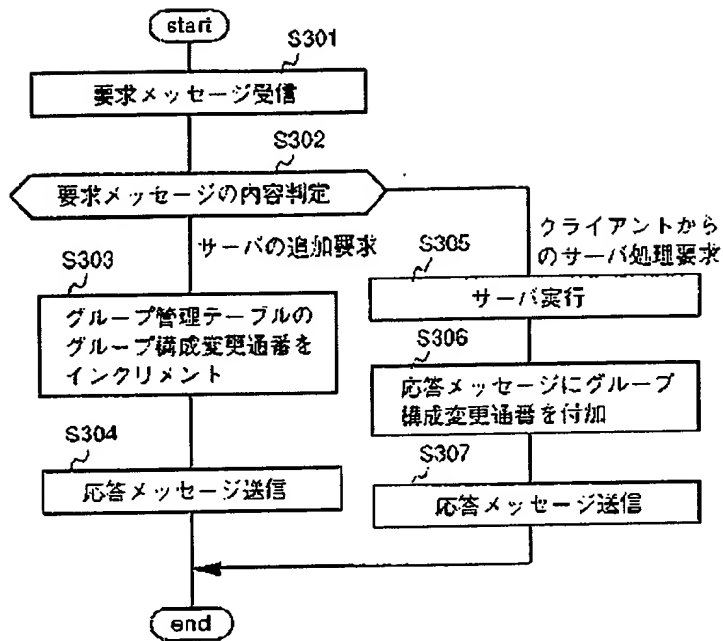 start
S301
要求メッセージ受信
S302
要求メッセージの内容判定
サーバの追加要求
クライアントから
のサーバ処理要求
S303
グループ管理テーブルの
グループ構成変更通番を
インクリメント
S304
応答メッセージ送信
S305
サーバ実行
S306
応答メッセージにグループ
構成変更通番を付加
S307
応答メッセージ送信
end